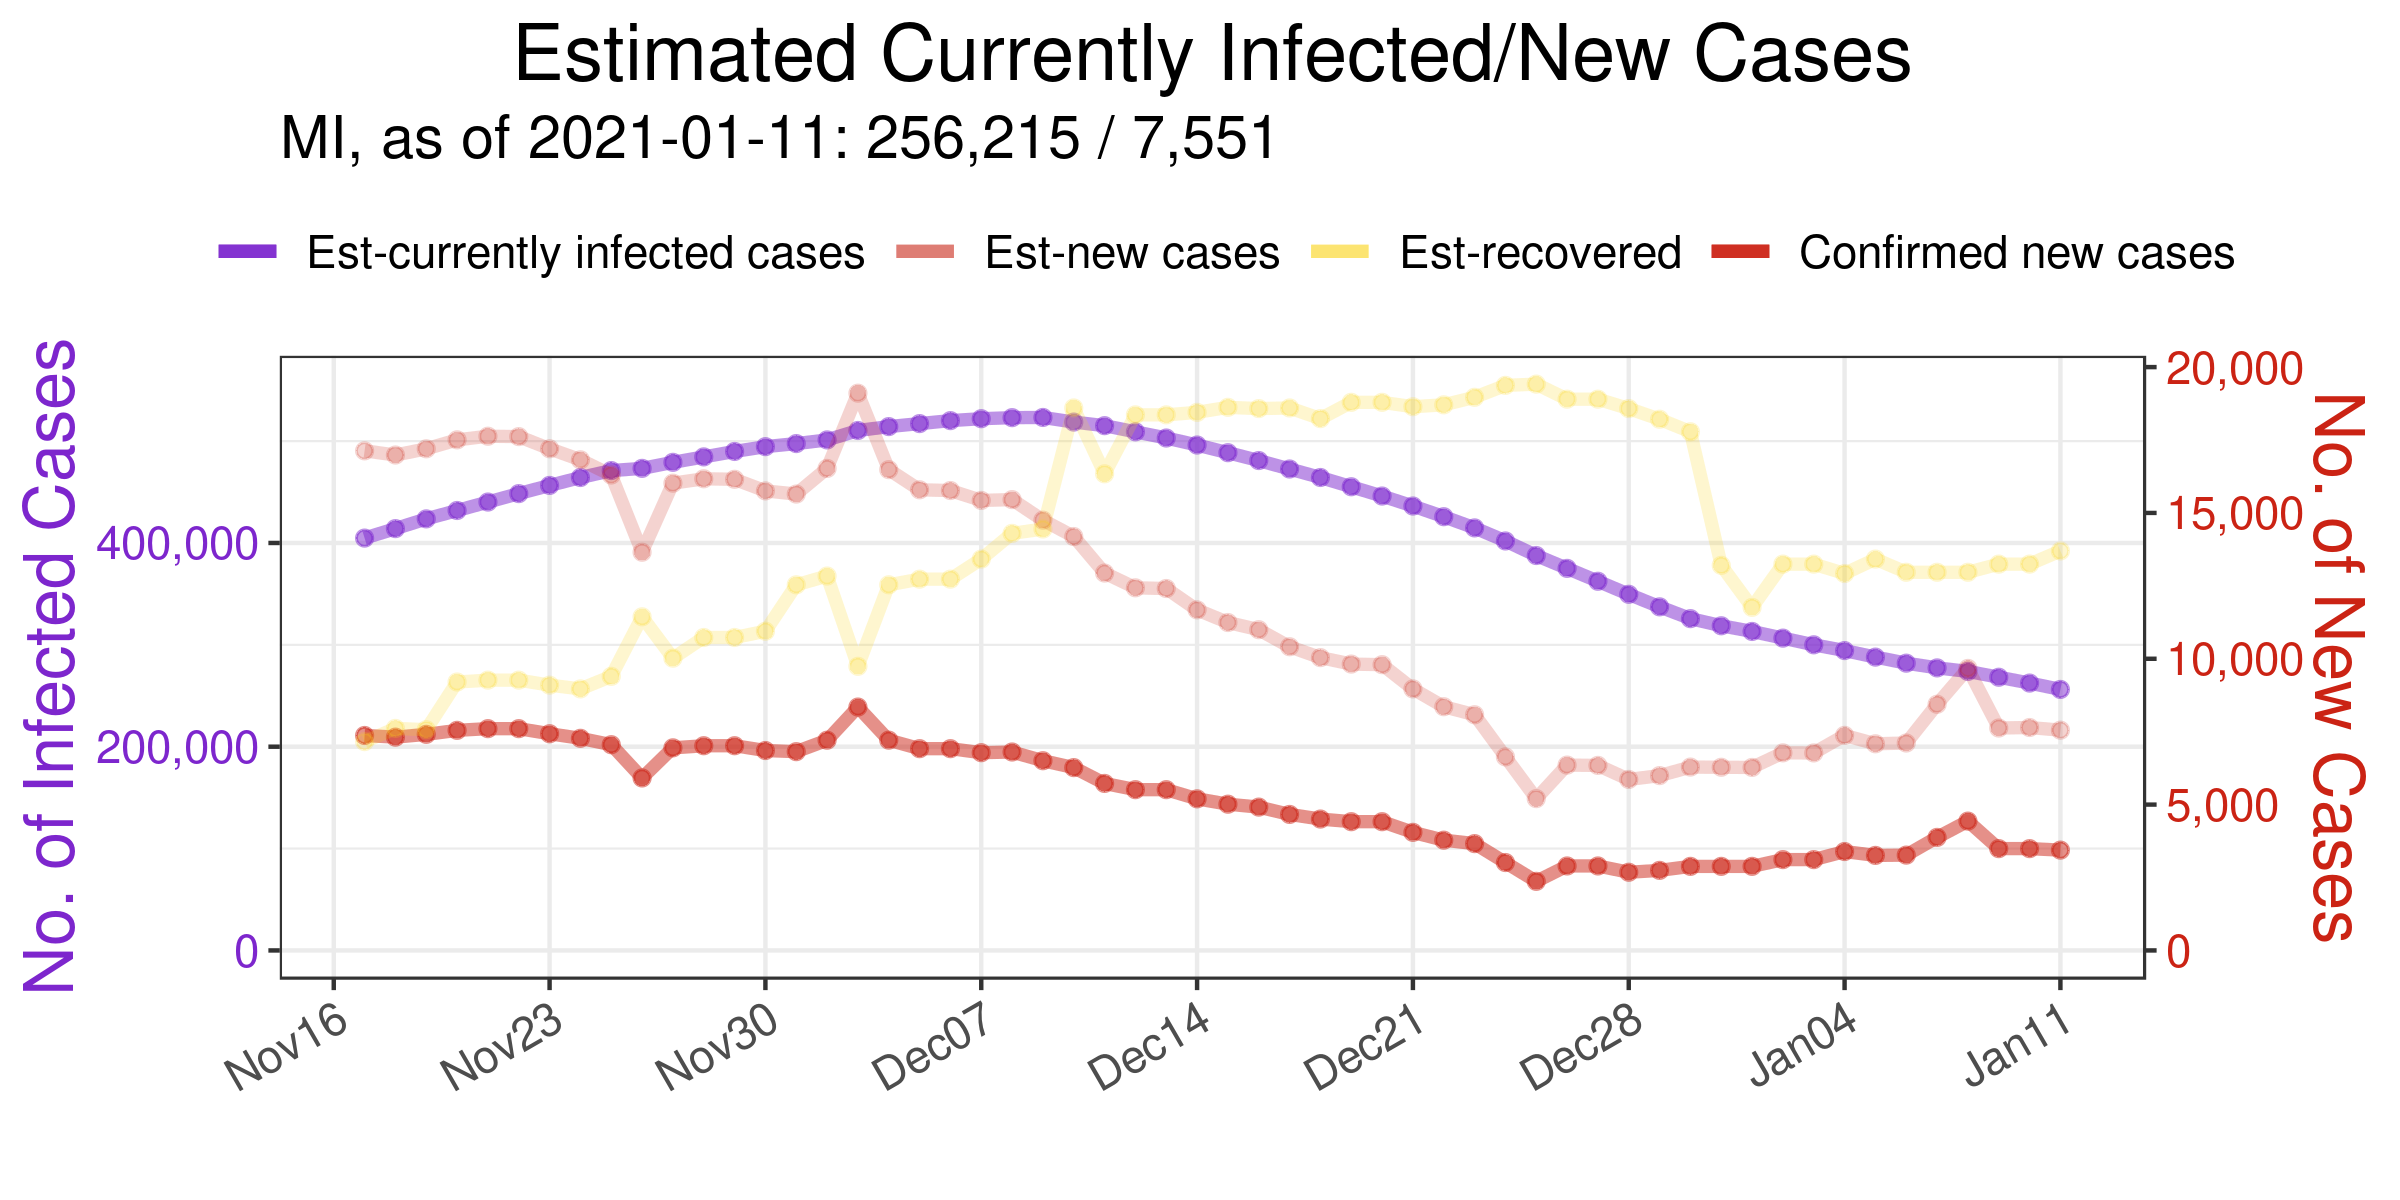 Estimated Currently Infected/New Cases
MI, as of 2021-01-11: 256,215 / 7,551
Est-currently infected cases Est-new cases Est-recovered Confirmed new cases
No. of Infected Cases
400,000
200,000
0
20,000
15,000
10,000
5,000
0
No. of New Cases
Nov16 Nov23 Nov30 Dec07 Dec14 Dec21 Dec28 Jan04 Jan11